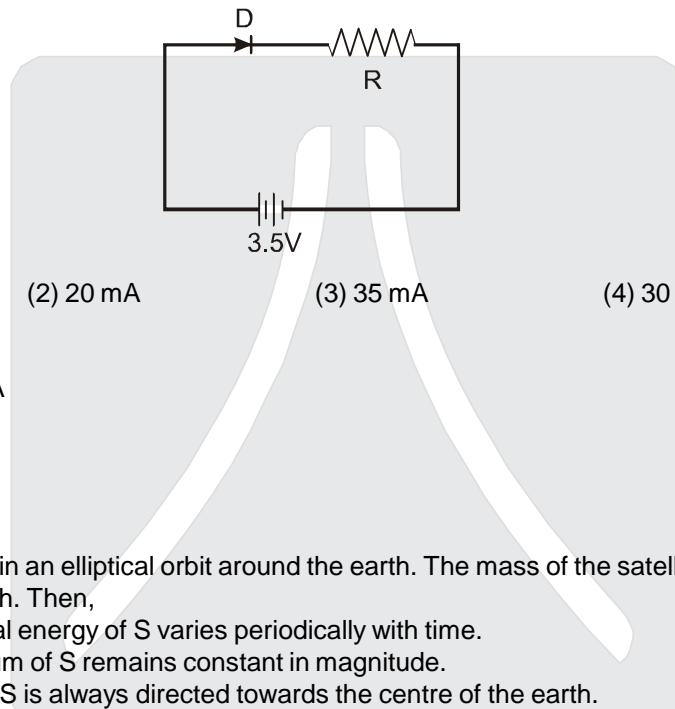 D
R
3.5V
(2) 20 mA (3) 35 mA (4) 30
in an elliptical orbit around the earth. The mass of the
h. Then,
energy of S varies periodically with time.
of S remains constant in magnitude.
S is always directed towards the centre of the earth.